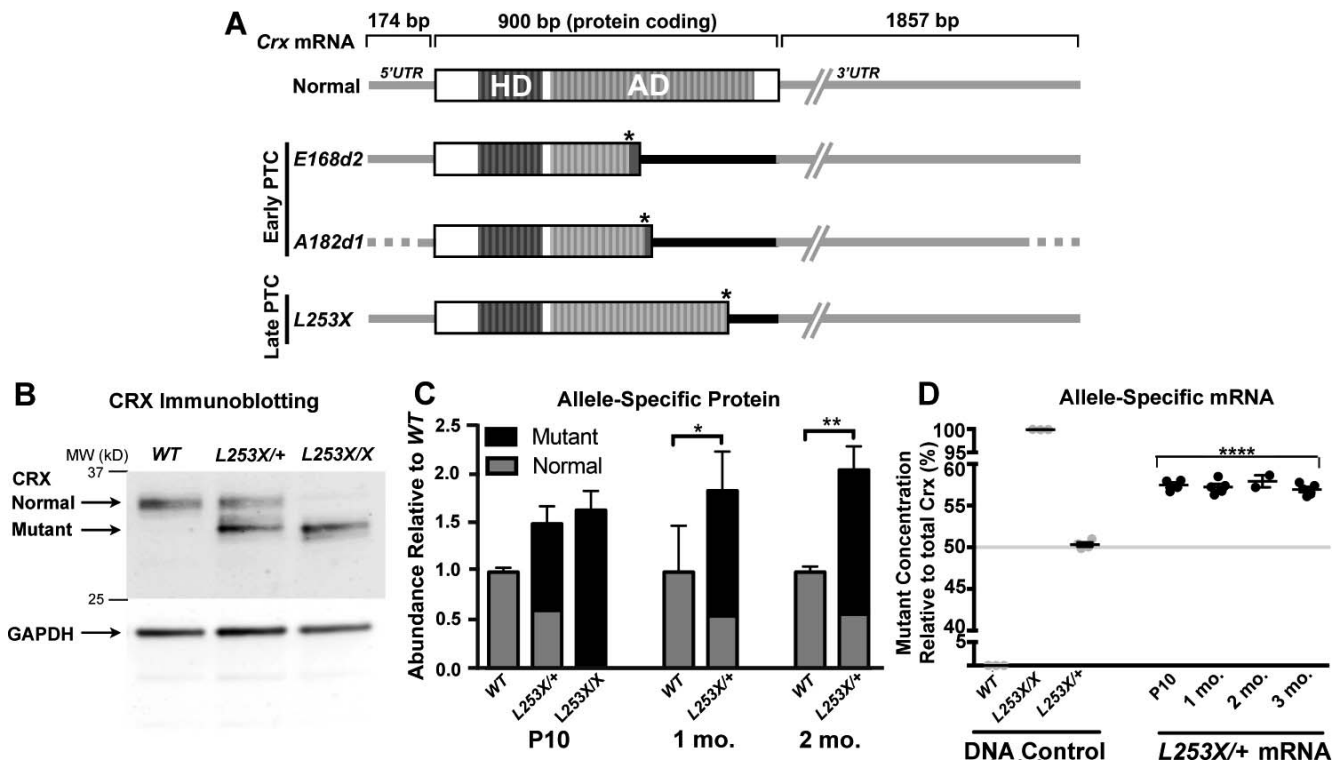 A
174 bp
900 bp (protein coding)
1857 bp
Crx mRNA
5'UTR
3'UTR
Normal
HD
AD
Early PTC
E168d2
*
A182d1
*
Late PTC
L253X
*
B
CRX Immunoblotting
MW (kD)
WT
L253X/+
L253X/X
37
CRX
Normal
Mutant
25
GAPDH
C
Allele-Specific Protein
Abundance Relative to WT
2.5
2.0
1.5
1.0
0.5
0.0
Mutant
Normal
*
**
WT
L253X/+
L253X/X
WT
L253X/+
WT
L253X/+
P10
1 mo.
2 mo.
D
Allele-Specific mRNA
Mutant Concentration
Relative to total Crx (%)
100
95
60
55
50
45
40
5
****
WT
L253X/X
L253X/+
P10
1 mo.
2 mo.
3 mo.
DNA Control
L253X/+ mRNA